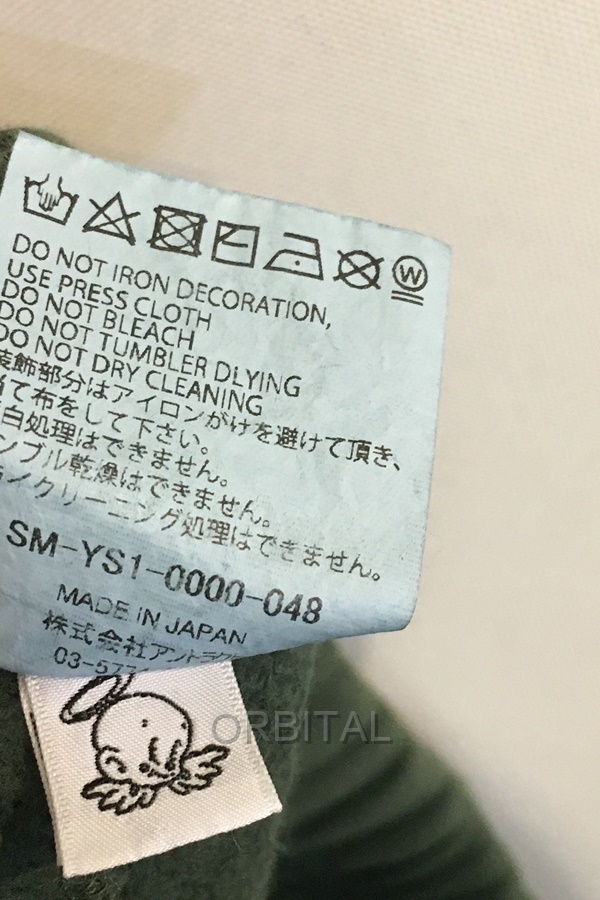 DO NOT IRON DECORATION,
USE PRESS CLOTH
DO NOT BLEACH
DO NOT TUMBLER DLYING
DO NOT DRY CLEANING
装飾部分はアイロンがけを避けて頂き、
て布をして下さい。
白処理はできません。
ンブル乾燥はできません。
ンクリーニング処理はできません。
SM-YS1-0000-048
MADE IN JAPAN
株式会社アントラ
03-577
W
ORBITAL